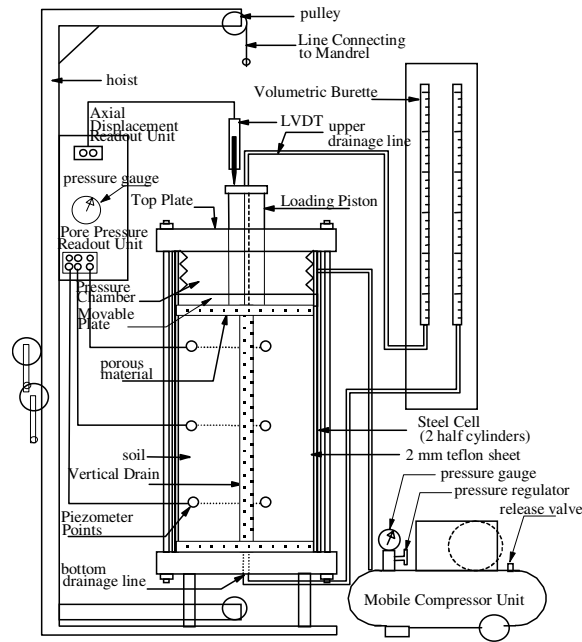 pulley
Line Connecting
to Mandrel
hoist
Volumetric Burette
Axial
Displacement
Readout Unit
LVDT
upper
drainage line
pressure gauge
Top Plate
Loading Piston
Pore Pressure
Readout Unit
Pressure
Chamber
Movable
Plate
porous
material
Steel Cell
(2 half cylinders)
soil
2 mm teflon sheet
Vertical Drain
pressure gauge
pressure regulator
release valve
Piezometer
Points
bottom
drainage line
Mobile Compressor Unit